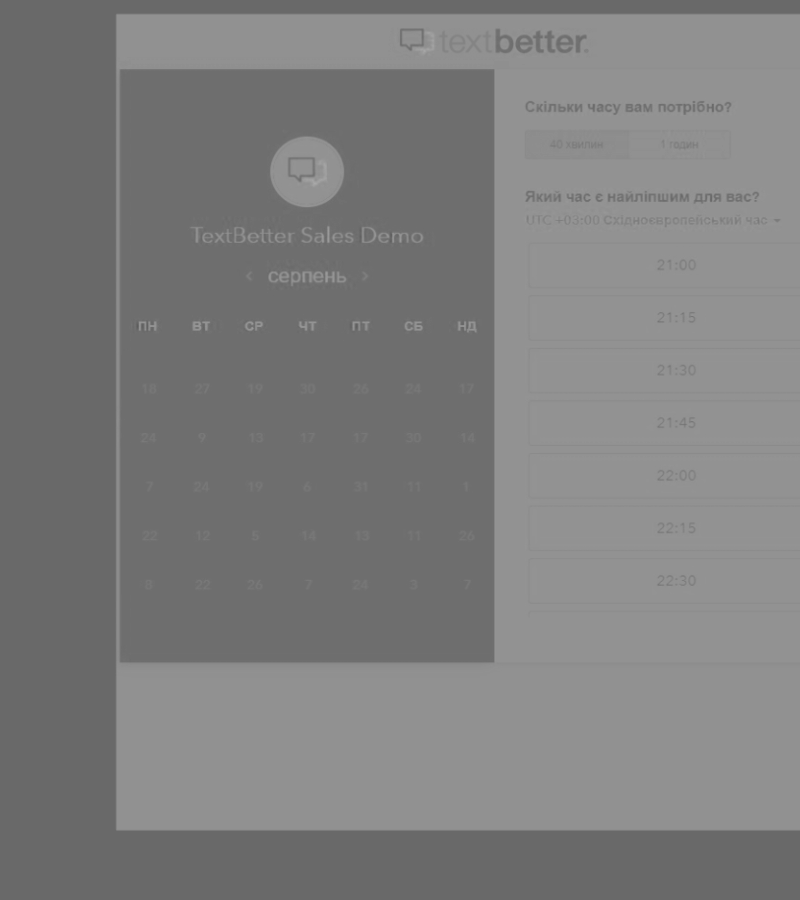 textbetter.
TextBetter Sales Demo
< серпень >
ПН ВТ СР ЧТ ПТ СБ НД
18 27 19 30 26 24 17
24 9 13 17 17 30 14
7 24 19 6 31 11 1
22 12 5 14 13 11 26
8 22 26 7 24 3 7
Скільки часу вам потрібно?
40 хвилин 1 годин
Який час є найліпшим для вас?
UTC +03:00 Східноєвропейський час
21:00
21:15
21:30
21:45
22:00
22:15
22:30